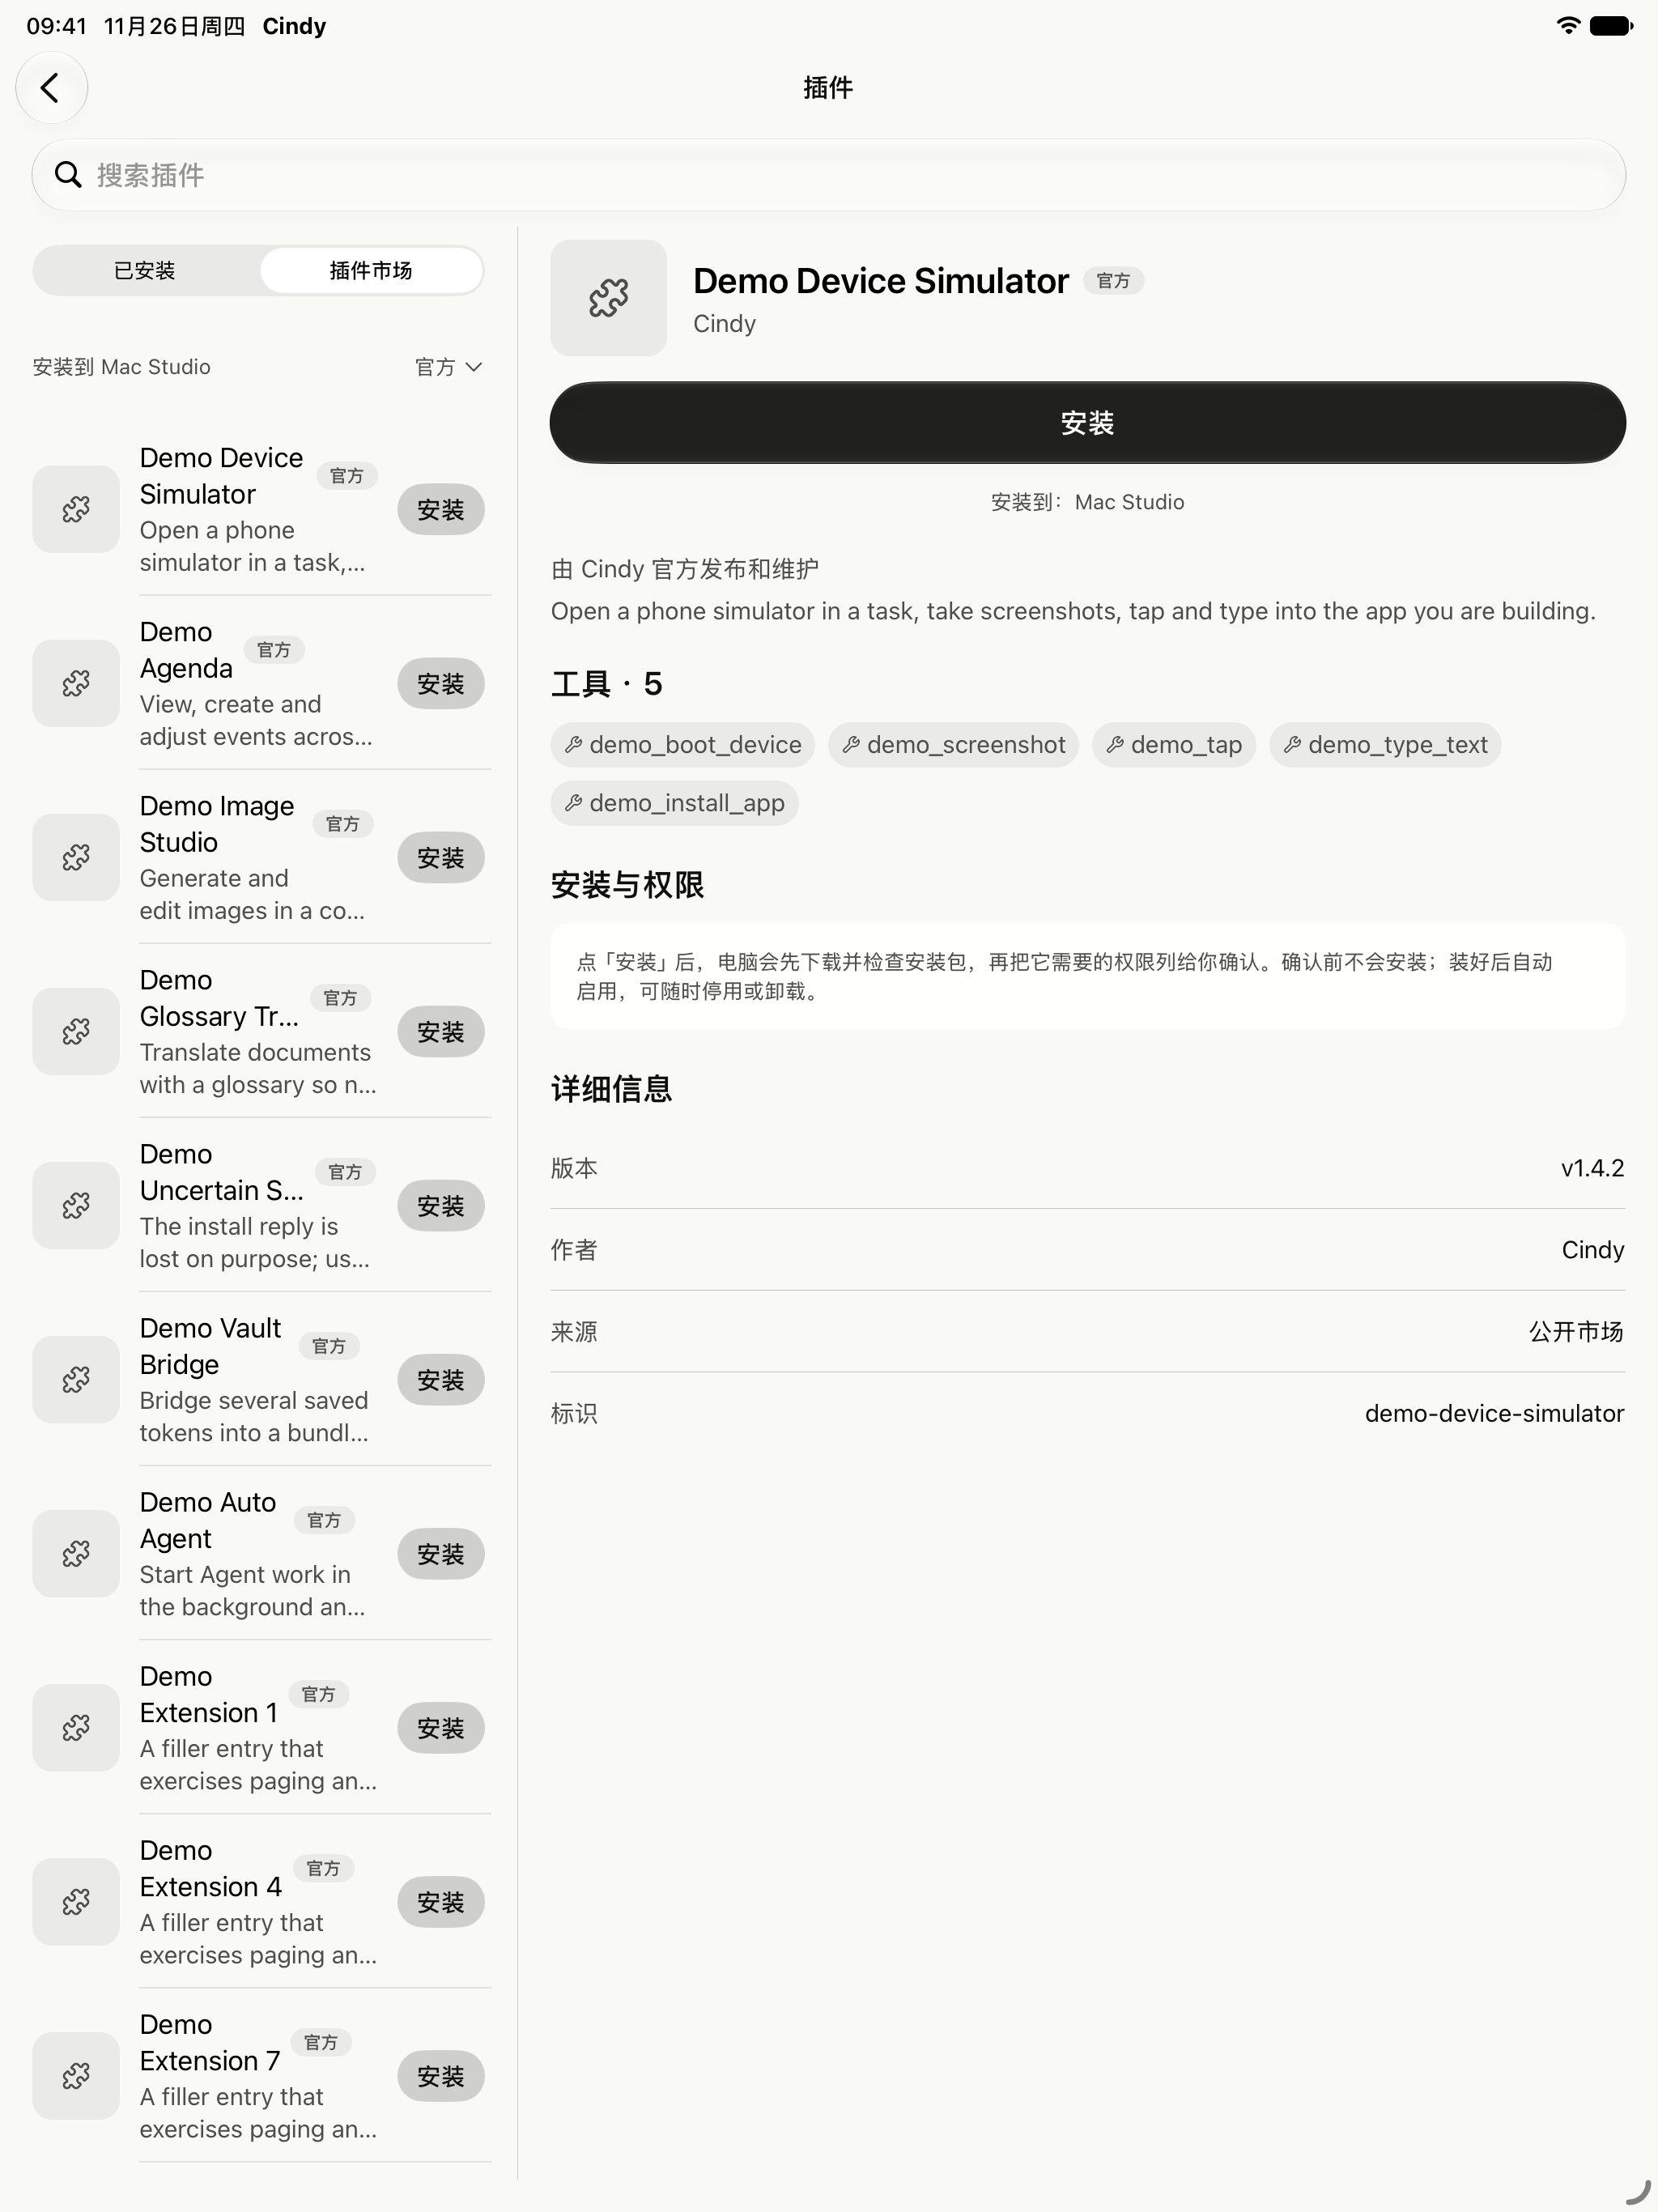 09:41 11月26日周四 Cindy
插件
搜索插件
已安装 插件市场
安装到 Mac Studio 官方
Demo Device Simulator 官方
Open a phone
simulator in a task,...
安装
Demo
Agenda 官方
View, create and
adjust events acros...
安装
Demo Image
Studio 官方
Generate and
edit images in a co...
安装
Demo
Glossary Tr... 官方
Translate documents
with a glossary so n...
安装
Demo
Uncertain S... 官方
The install reply is
lost on purpose; us...
安装
Demo Vault
Bridge 官方
Bridge several saved
tokens into a bundl...
安装
Demo Auto
Agent 官方
Start Agent work in
the background an...
安装
Demo
Extension 1 官方
A filler entry that
exercises paging an...
安装
Demo
Extension 4 官方
A filler entry that
exercises paging an...
安装
Demo
Extension 7 官方
A filler entry that
exercises paging an...
安装
Demo Device Simulator 官方
Cindy
安装
安装到：Mac Studio
由 Cindy 官方发布和维护
Open a phone simulator in a task, take screenshots, tap and type into the app you are building.
工具 · 5
demo_boot_device demo_screenshot demo_tap demo_type_text
demo_install_app
安装与权限
点「安装」后，电脑会先下载并检查安装包，再把它需要的权限列给你确认。确认前不会安装；装好后自动
启用，可随时停用或卸载。
详细信息
版本 v1.4.2
作者 Cindy
来源 公开市场
标识 demo-device-simulator